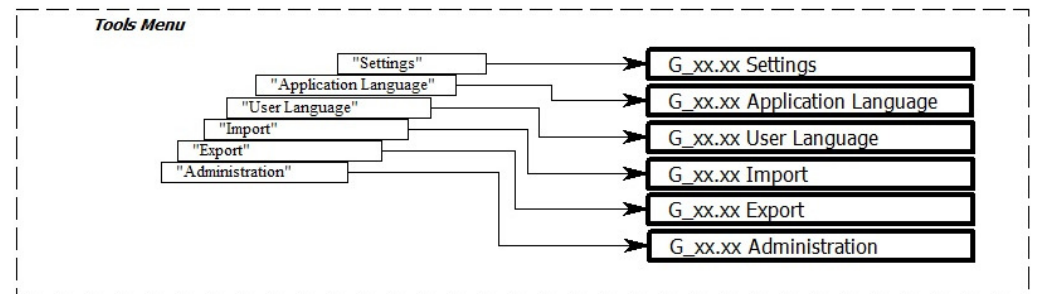 Tools Menu
"Settings"
G_xx.xx Settings
"Application Language"
G_xx.xx Application Language
"User Language"
G_xx.xx User Language
"Import"
G_xx.xx Import
"Export"
G_xx.xx Export
"Administration"
G_xx.xx Administration